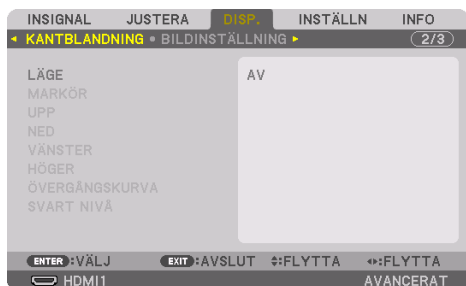 INSIGNAL JUSTERA DISP. INSTÄLLN INFO
◂ KANTBLANDNING • BILDINSTÄLLNING ▸ 2/3
LÄGE AV
MARKÖR
UPP
NED
VÄNSTER
HÖGER
ÖVERGÅNGSKURVA
SVART NIVÅ
ENTER:VÄLJ EXIT:AVSLUT ♦:FLYTTA ◂▸:FLYTTA
HDMI1 AVANCERAT